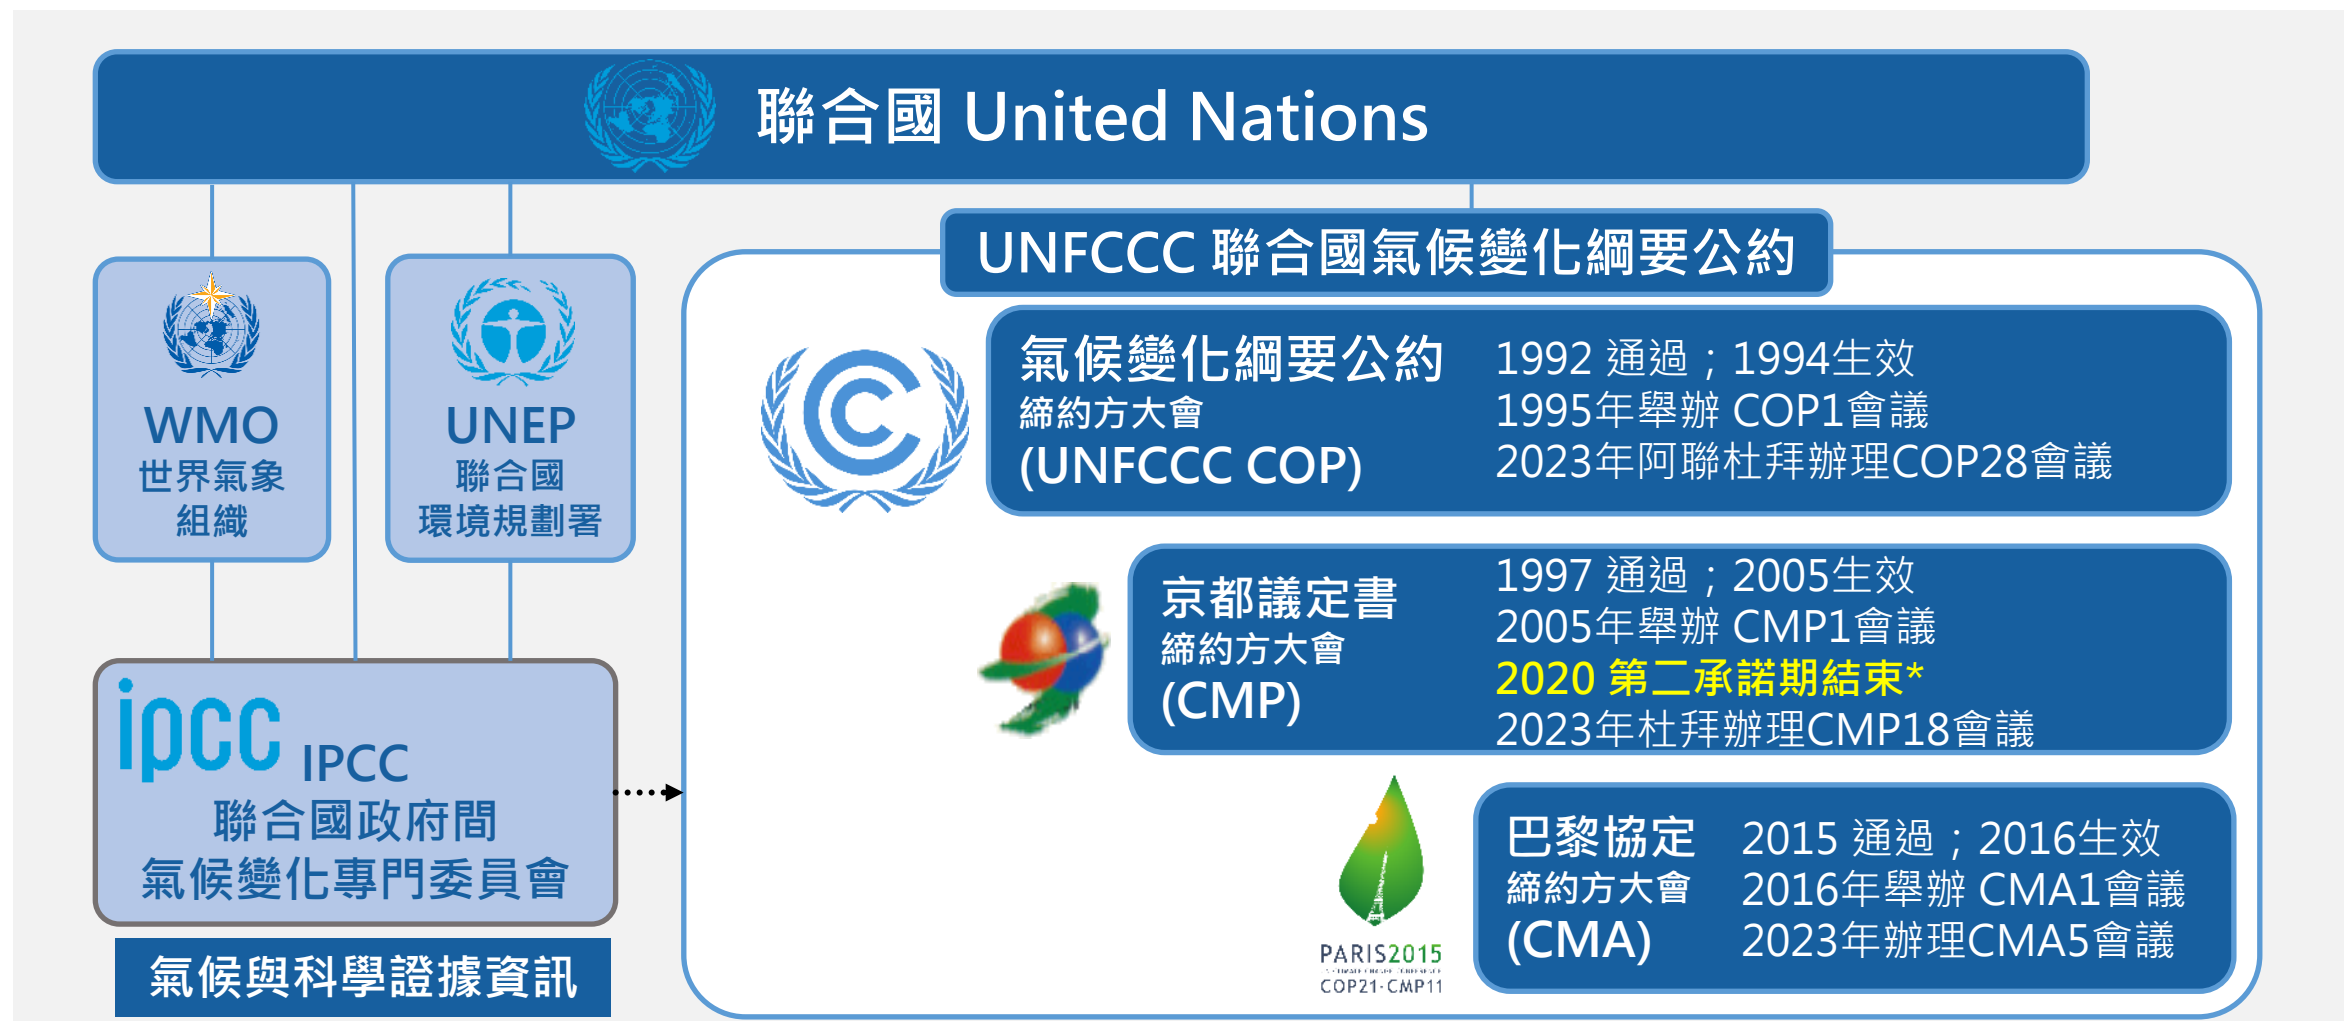 聯合國 United Nations
WMO
世界氣象
組織
UNEP
聯合國
環境規劃署
ipcc
IPCC
聯合國政府間
氣候變化專門委員會
氣候與科學證據資訊
UNFCCC 聯合國氣候變化綱要公約
氣候變化綱要公約
締約方大會
(UNFCCC COP)
1992 通過；1994生效
1995年舉辦 COP1會議
2023年阿聯杜拜辦理COP28會議
京都議定書
締約方大會
(CMP)
1997 通過；2005生效
2005年舉辦 CMP1會議
2020 第二承諾期結束*
2023年杜拜辦理CMP18會議
PARIS2015
COP21·CMP11
巴黎協定
締約方大會
(CMA)
2015 通過；2016生效
2016年舉辦 CMA1會議
2023年辦理CMA5會議